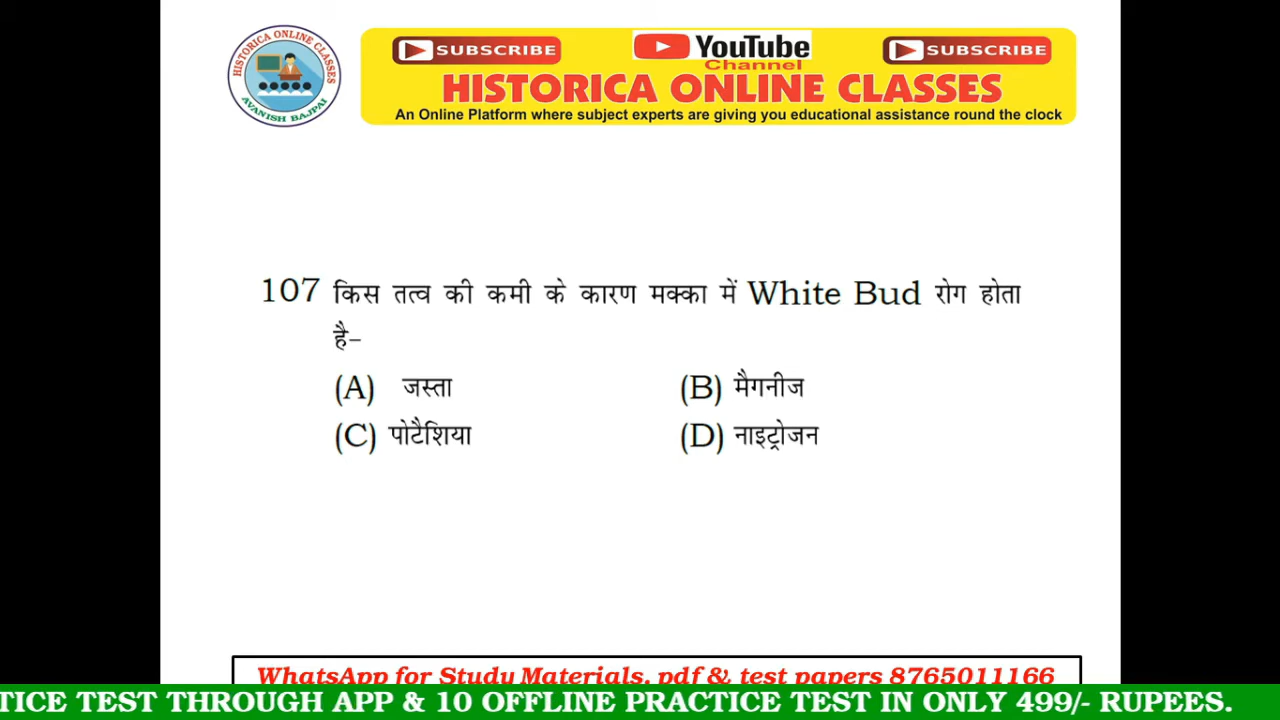 HISTORICA ONLINE CLASSES
AVANISH BAJPAI
SUBSCRIBE
YouTube
Channel
SUBSCRIBE
HISTORICA ONLINE CLASSES
An Online Platform where subject experts are giving you educational assistance round the clock
107 किस तत्व की कमी के कारण मक्का में White Bud रोग होता
है–
(A) जस्ता (B) मैगनीज
(C) पोटैशिया (D) नाइट्रोजन
WhatsApp for Study Materials, pdf & test papers 8765011166
TICE TEST THROUGH APP & 10 OFFLINE PRACTICE TEST IN ONLY 499/- RUPEES.